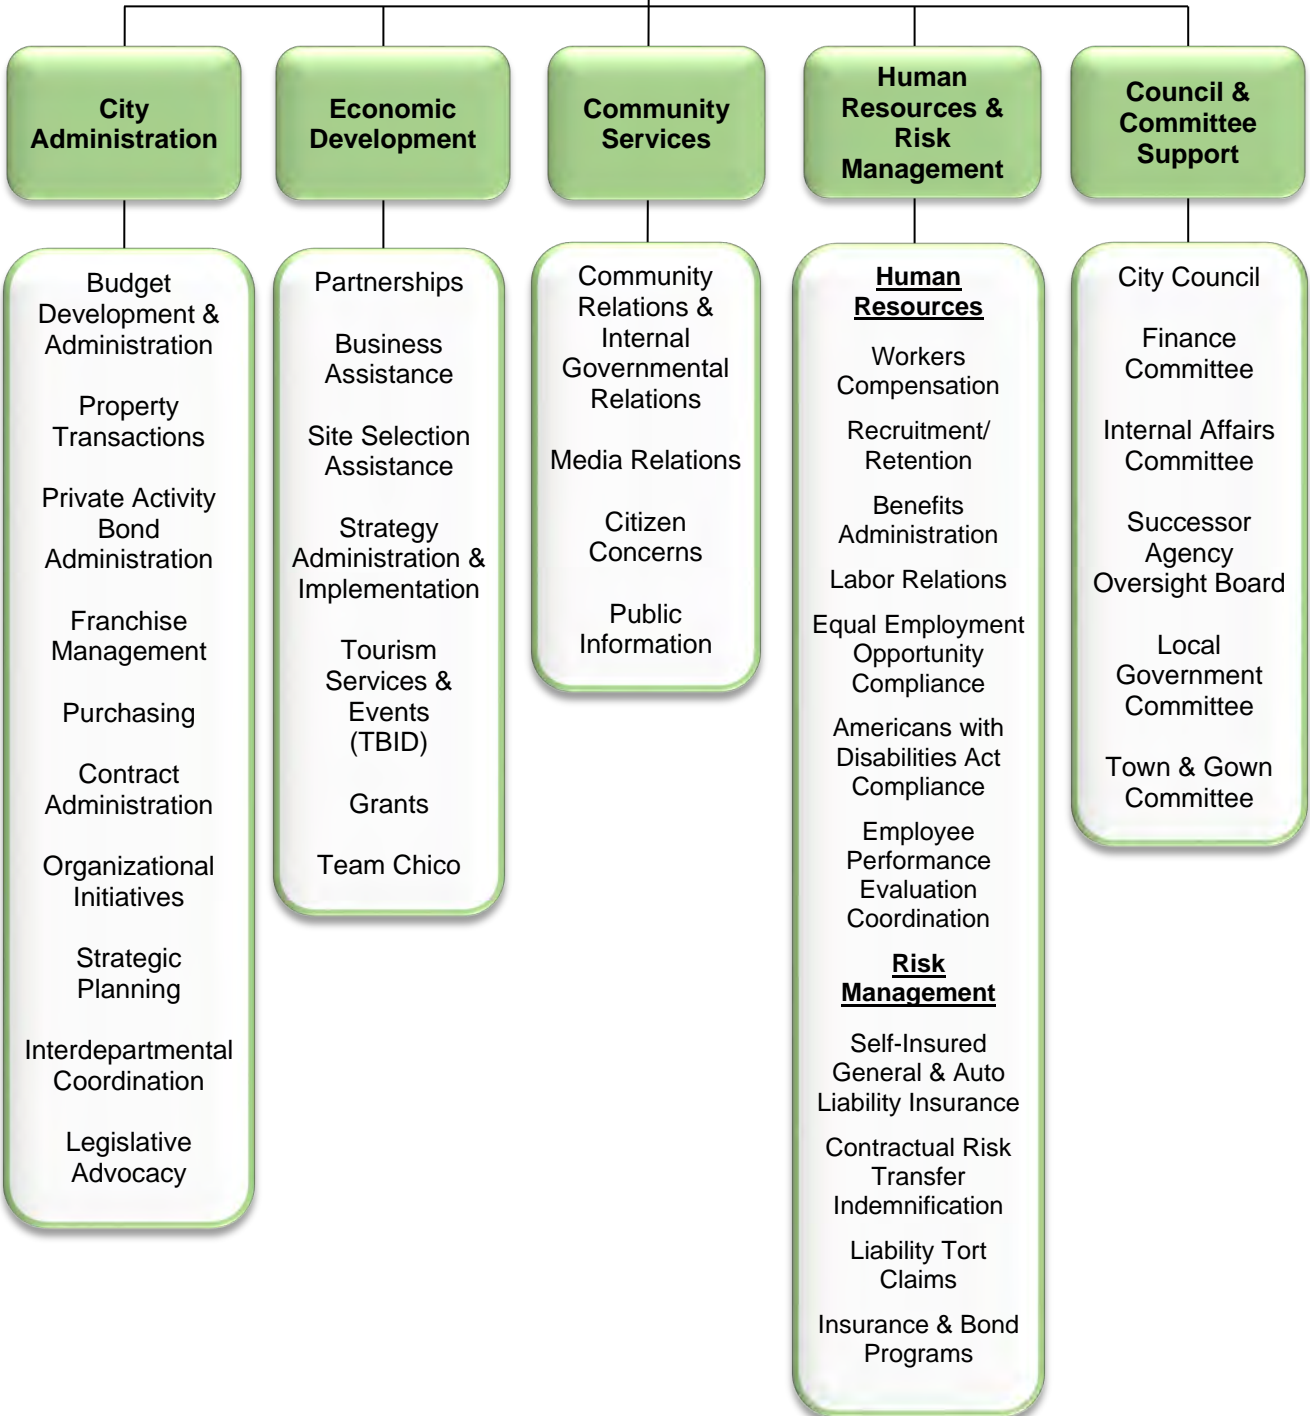 City
Administration
Economic
Development
Community
Services
Human
Resources &
Risk
Management
Council &
Committee
Support
Budget
Development &
Administration
Property
Transactions
Private Activity
Bond
Administration
Franchise
Management
Purchasing
Contract
Administration
Organizational
Initiatives
Strategic
Planning
Interdepartmental
Coordination
Legislative
Advocacy
Partnerships
Business
Assistance
Site Selection
Assistance
Strategy
Administration &
Implementation
Tourism
Services &
Events
(TBID)
Grants
Team Chico
Community
Relations &
Internal
Governmental
Relations
Media Relations
Citizen
Concerns
Public
Information
Human
Resources
Workers
Compensation
Recruitment/
Retention
Benefits
Administration
Labor Relations
Equal Employment
Opportunity
Compliance
Americans with
Disabilities Act
Compliance
Employee
Performance
Evaluation
Coordination
Risk
Management
Self-Insured
General & Auto
Liability Insurance
Contractual Risk
Transfer
Indemnification
Liability Tort
Claims
Insurance & Bond
Programs
City Council
Finance
Committee
Internal Affairs
Committee
Successor
Agency
Oversight Board
Local
Government
Committee
Town & Gown
Committee